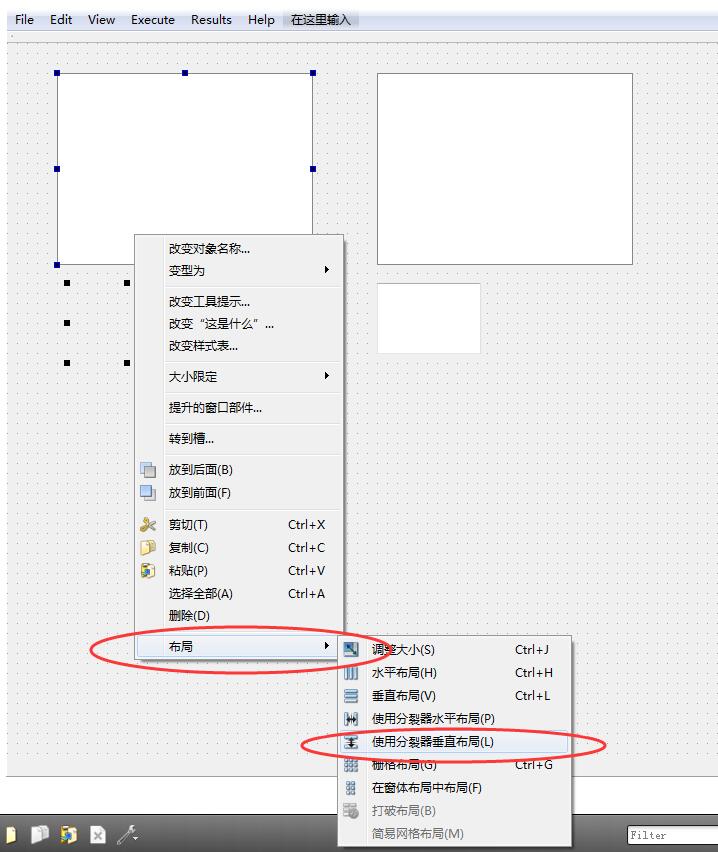 File Edit View Execute Results Help 在这里输入
改变对象名称...
变型为
改变工具提示...
改变“这是什么”...
改变样式表...
大小限定
提升的窗口部件...
转到槽...
放到后面(B)
放到前面(F)
剪切(T) Ctrl+X
复制(C) Ctrl+C
粘贴(P) Ctrl+V
选择全部(A) Ctrl+A
删除(D)
布局
调整大小(S) Ctrl+J
水平布局(H) Ctrl+H
垂直布局(V) Ctrl+L
使用分裂器水平布局(P)
使用分裂器垂直布局(L)
栅格布局(G) Ctrl+G
在窗体布局中布局(F)
打破布局(B)
简易网格布局(M)
Filter